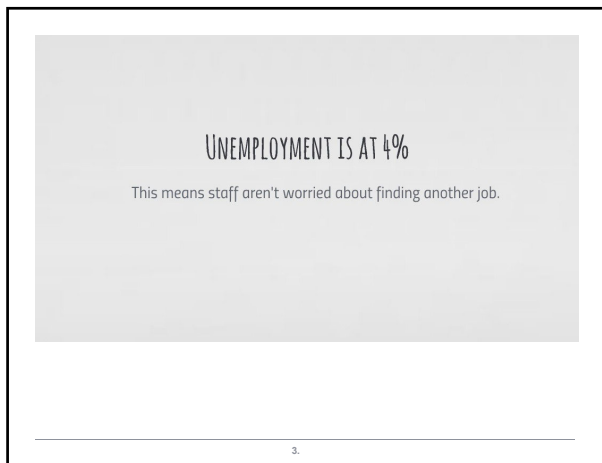 Unemployment is at 4%
This means staff aren't worried about finding another job.
3.